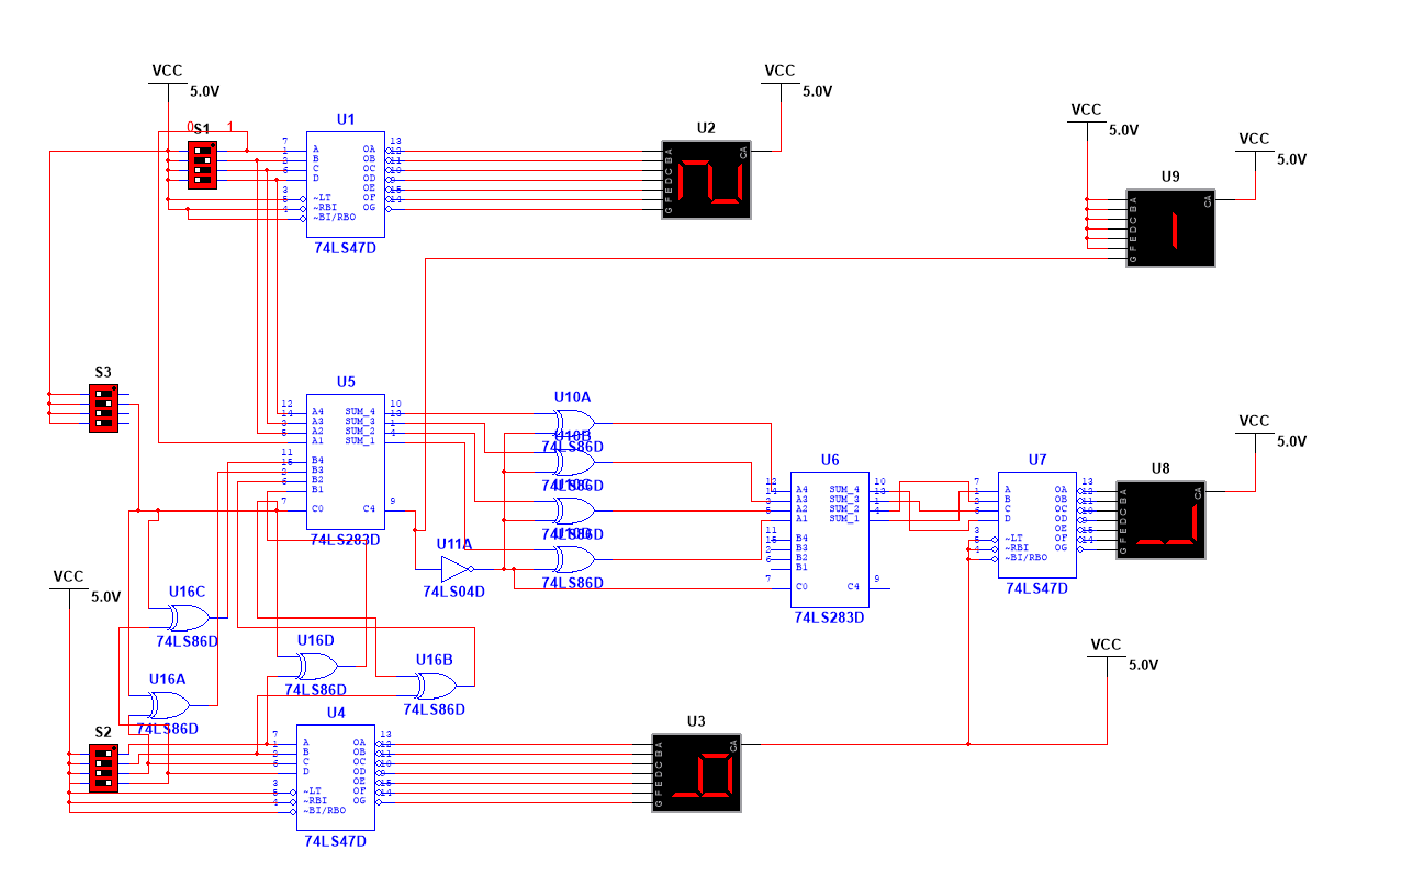 VCC
5.0V
0 1
S1
U1
7
1
2
6
3
5
4
A
B
C
D
~LT
~RBI
~BI/RBO
OA
OB
OC
OD
OE
OF
OG
13
12
11
10
9
15
14
74LS47D
U2
A
B
C
D
E
F
G
CA
VCC
5.0V
VCC
5.0V
VCC
5.0V
U9
A
B
C
D
E
F
G
CA
S3
U5
12
14
3
5
A4
A3
A2
A1
11
15
2
6
B4
B3
B2
B1
7
C0
SUM_4
SUM_3
SUM_2
SUM_1
10
13
1
4
9
C4
74LS283D
U10A
74LS86D
U10B
74LS86D
U10C
74LS86D
U10D
74LS86D
U11A
74LS04D
U6
12
14
3
5
A4
A3
A2
A1
11
15
2
6
B4
B3
B2
B1
7
C0
SUM_4
SUM_3
SUM_2
SUM_1
10
13
1
4
9
C4
74LS283D
U7
7
1
2
6
3
5
4
A
B
C
D
~LT
~RBI
~BI/RBO
OA
OB
OC
OD
OE
OF
OG
13
12
11
10
9
15
14
74LS47D
VCC
5.0V
U8
A
B
C
D
E
F
G
CA
VCC
5.0V
U16C
74LS86D
U16D
74LS86D
U16B
74LS86D
U16A
74LS86D
VCC
5.0V
S2
U4
7
1
2
6
3
5
4
A
B
C
D
~LT
~RBI
~BI/RBO
OA
OB
OC
OD
OE
OF
OG
13
12
11
10
9
15
14
74LS47D
U3
A
B
C
D
E
F
G
CA